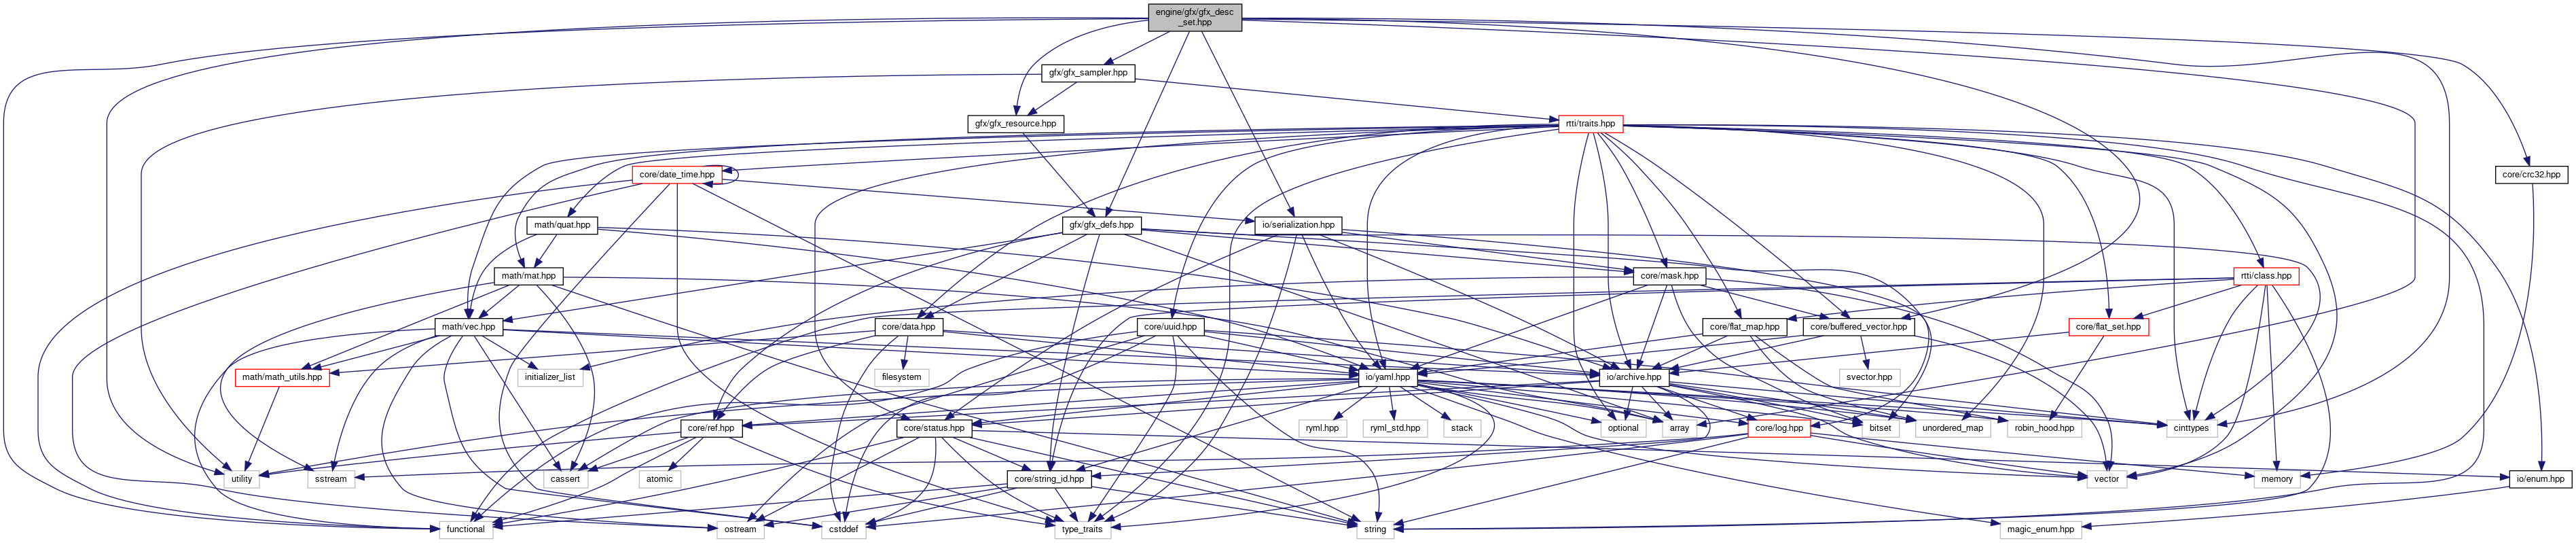 engine/gfx/gfx_desc
_set.hpp
gfx/gfx_sampler.hpp
gfx/gfx_resource.hpp
rtti/traits.hpp
core/date_time.hpp
core/crc32.hpp
math/quat.hpp
gfx/gfx_defs.hpp
io/serialization.hpp
math/mat.hpp
core/mask.hpp
rtti/class.hpp
math/vec.hpp
core/data.hpp
core/uuid.hpp
core/flat_map.hpp
core/buffered_vector.hpp
core/flat_set.hpp
math/math_utils.hpp
initializer_list
filesystem
io/yaml.hpp
io/archive.hpp
svector.hpp
core/ref.hpp
core/status.hpp
ryml.hpp
ryml_std.hpp
stack
optional
array
core/log.hpp
bitset
unordered_map
robin_hood.hpp
cinttypes
utility
sstream
cassert
atomic
core/string_id.hpp
vector
memory
io/enum.hpp
functional
ostream
cstddef
type_traits
string
magic_enum.hpp